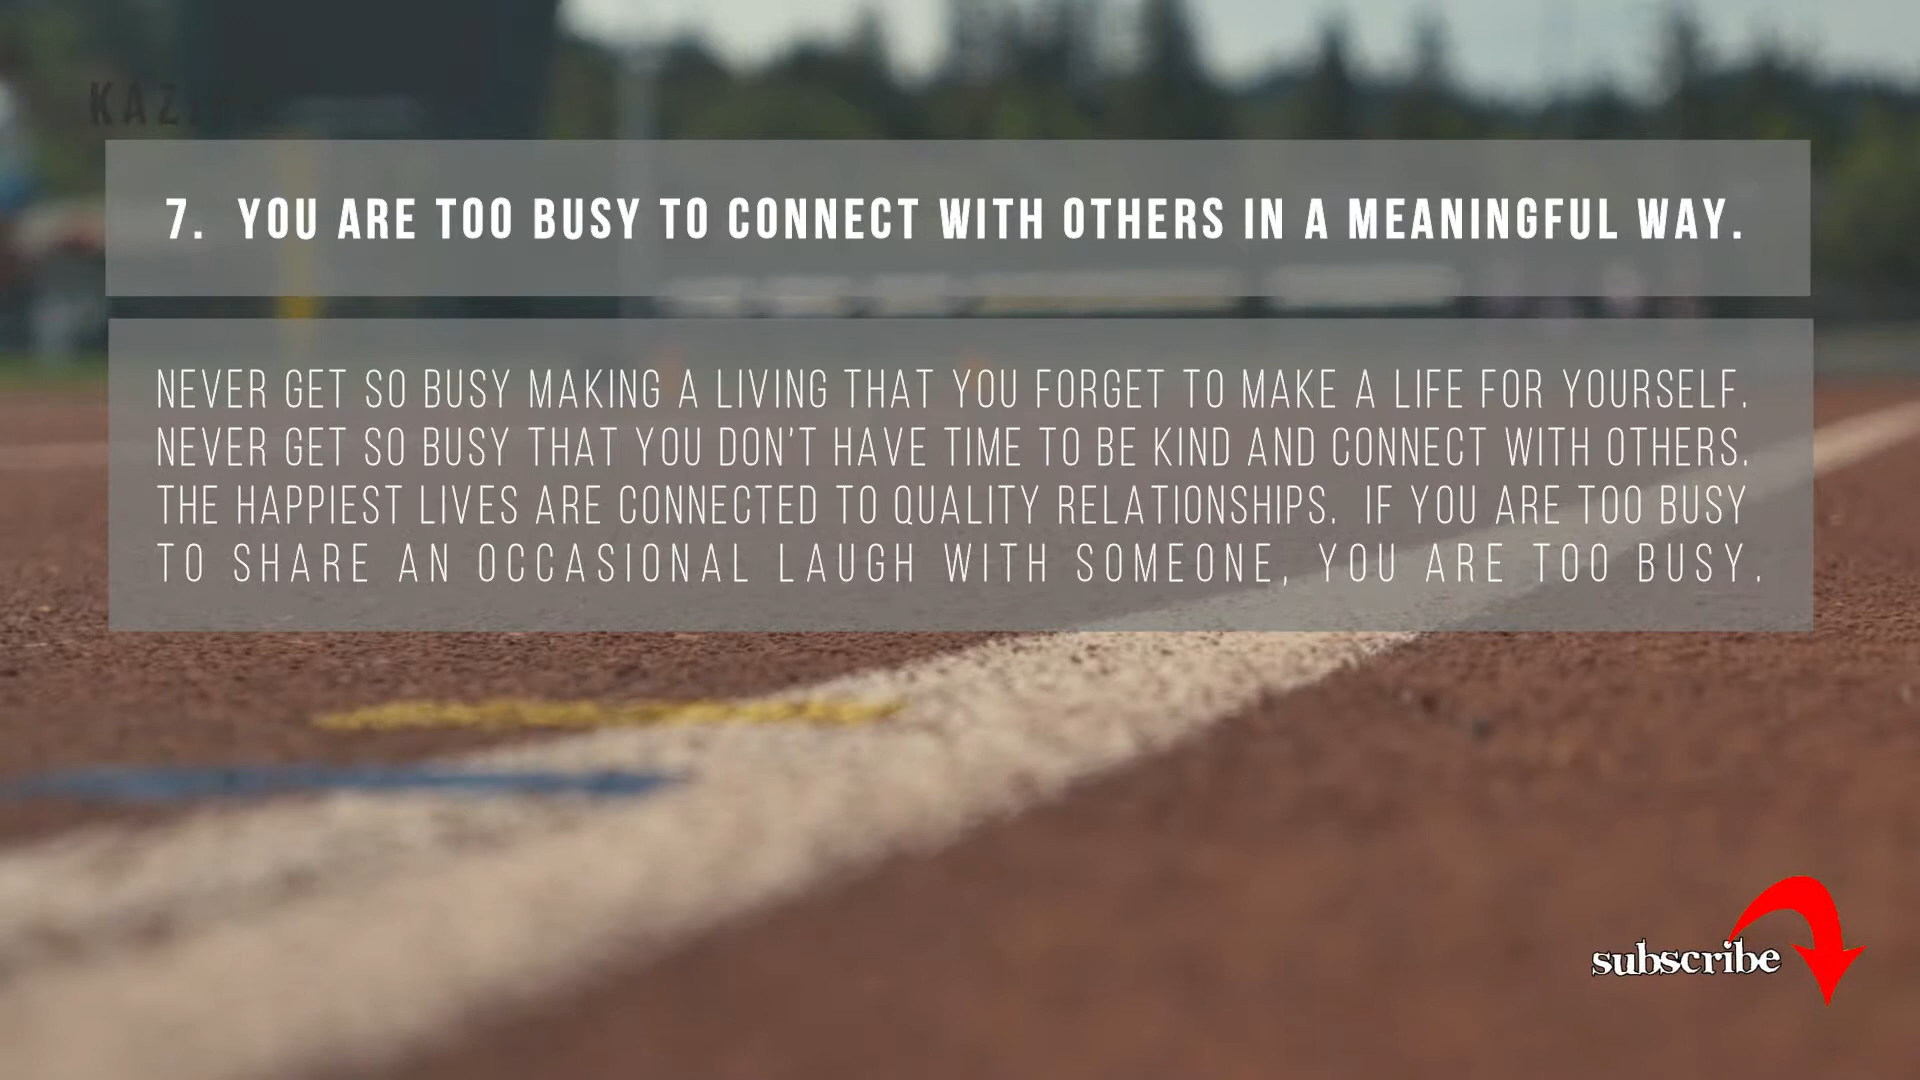 7. YOU ARE TOO BUSY TO CONNECT WITH OTHERS IN A MEANINGFUL WAY.
NEVER GET SO BUSY MAKING A LIVING THAT YOU FORGET TO MAKE A LIFE FOR YOURSELF.
NEVER GET SO BUSY THAT YOU DON'T HAVE TIME TO BE KIND AND CONNECT WITH OTHERS.
THE HAPPIEST LIVES ARE CONNECTED TO QUALITY RELATIONSHIPS. IF YOU ARE TOO BUSY
TO SHARE AN OCCASIONAL LAUGH WITH SOMEONE, YOU ARE TOO BUSY.
subscribe